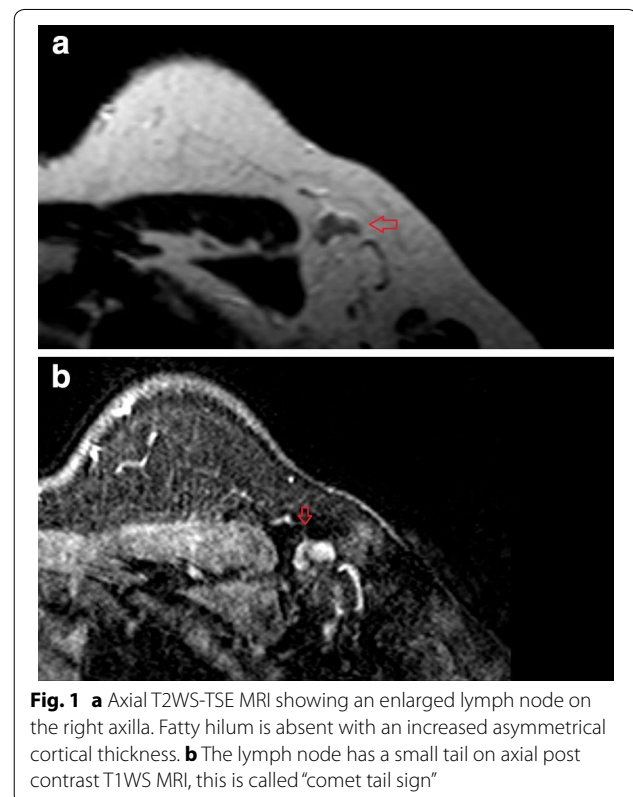 a
b
Fig. 1 a Axial T2WS-TSE MRI showing an enlarged lymph node on
the right axilla. Fatty hilum is absent with an increased asymmetrical
cortical thickness. b The lymph node has a small tail on axial post
contrast T1WS MRI, this is called “comet tail sign”